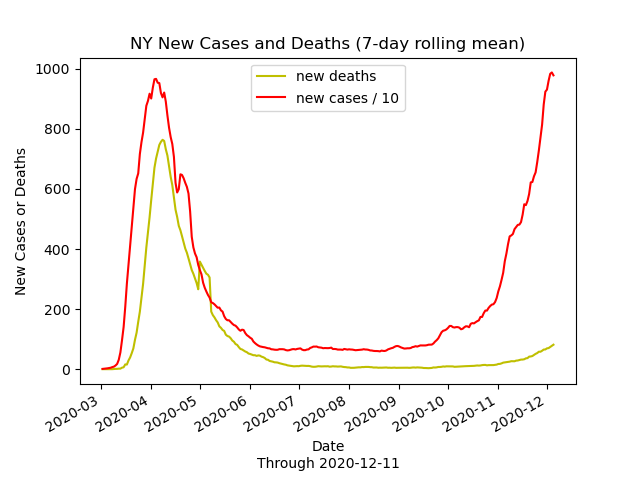 NY New Cases and Deaths (7-day rolling mean)
new deaths
new cases / 10
1000
800
600
400
200
0
New Cases or Deaths
2020-03
2020-04
2020-05
2020-06
2020-07
2020-08
2020-09
2020-10
2020-11
2020-12
Date
Through 2020-12-11